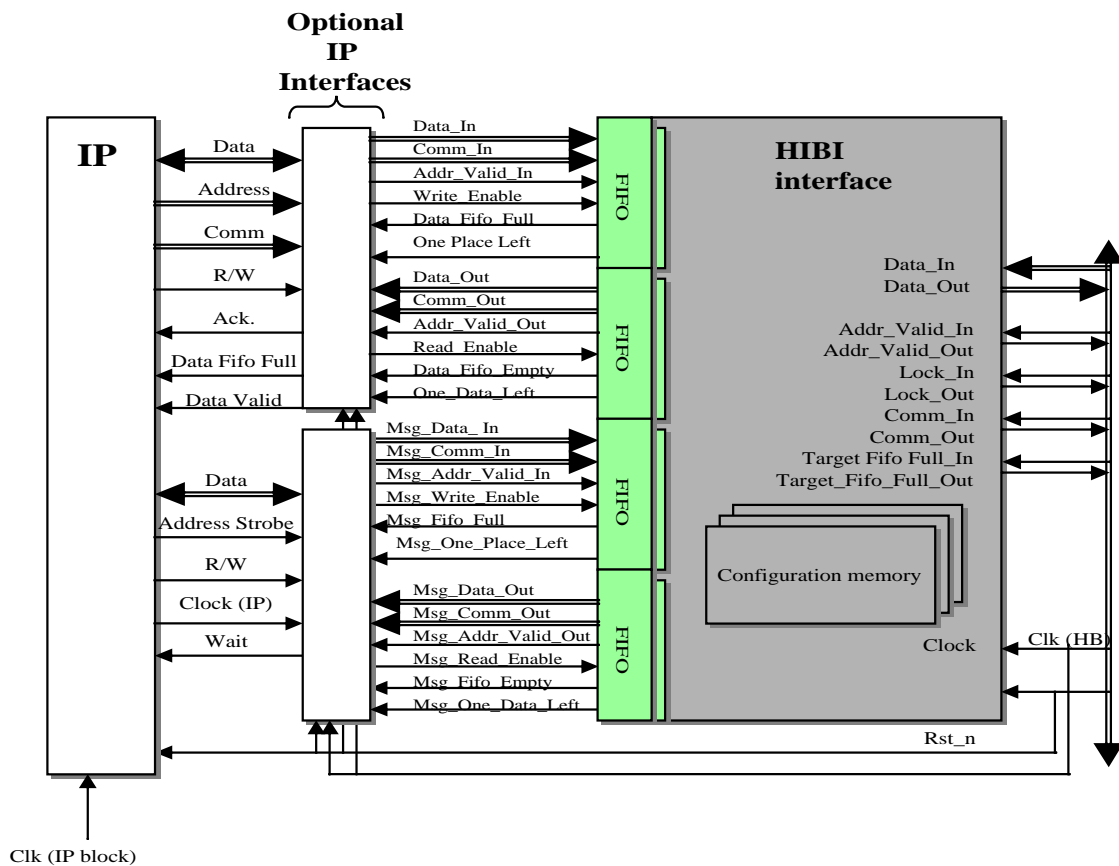 Optional
IP
Interfaces
IP
Data
Address
Comm
R/W
Ack.
Data Fifo Full
Data Valid
Data
Address Strobe
R/W
Clock (IP)
Wait
Data_In
Comm_In
Addr_Valid_In
Write_Enable
Data_Fifo_Full
One Place Left
Data_Out
Comm_Out
Addr_Valid_Out
Read_Enable
Data_Fifo_Empty
One_Data_Left
Msg_Data_ In
Msg_Comm_In
Msg_Addr_Valid_In
Msg_Write_Enable
Msg_Fifo_Full
Msg_One_Place_Left
Msg_Data_Out
Msg_Comm_Out
Msg_Addr_Valid_Out
Msg_Read_Enable
Msg_Fifo_Empty
Msg_One_Data_Left
FIFO
FIFO
FIFO
FIFO
HIBI
interface
Data_In
Data_Out
Addr_Valid_In
Addr_Valid_Out
Lock_In
Lock_Out
Comm_In
Comm_Out
Target Fifo Full_In
Target_Fifo_Full_Out
Configuration memory
Clock
Clk (HB)
Rst_n
Clk (IP block)